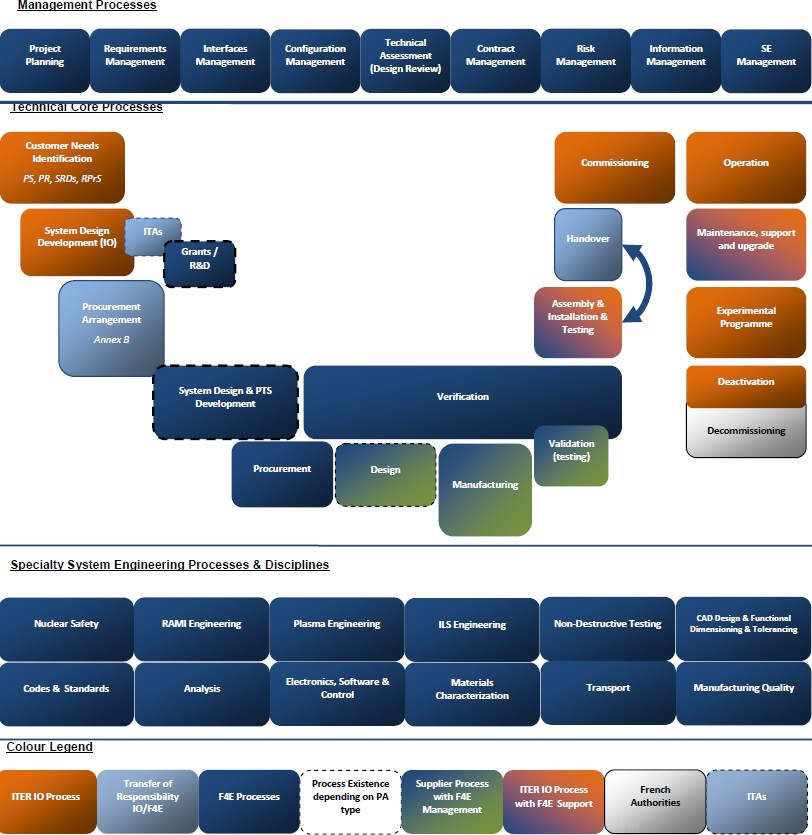 Management Processes
Project
Planning
Requirements
Management
Interfaces
Management
Configuration
Management
Technical
Assessment
(Design Review)
Contract
Management
Risk
Management
Information
Management
SE
Management
Technical Core Processes
Customer Needs
Identification
PS, PR, SRDs, RPrS
Commissioning
Operation
System Design
Development (IO)
ITAs
Grants /
R&D
Handover
Maintenance, support
and upgrade
Procurement
Arrangement
Annex B
Assembly &
Installation &
Testing
Experimental
Programme
System Design & PTS
Development
Verification
Deactivation
Decommissioning
Procurement
Design
Manufacturing
Validation
(testing)
Specialty System Engineering Processes & Disciplines
Nuclear Safety
RAMI Engineering
Plasma Engineering
ILS Engineering
Non-Destructive Testing
CAD Design & Functional
Dimensioning & Tolerancing
Codes & Standards
Analysis
Electronics, Software &
Control
Materials
Characterization
Transport
Manufacturing Quality
Colour Legend
ITER IO Process
Transfer of
Responsibility
IO/F4E
F4E Processes
Process Existence
depending on PA
type
Supplier Process
with F4E
Management
ITER IO Process
with F4E Support
French
Authorities
ITAs